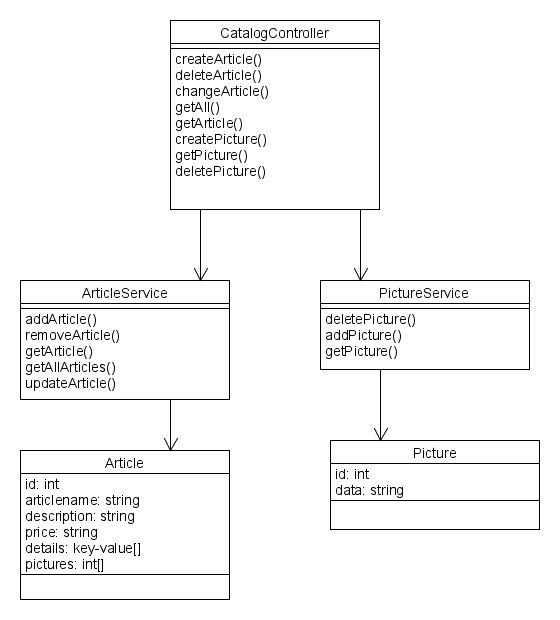 CatalogController
createArticle()
deleteArticle()
changeArticle()
getAll()
getArticle()
createPicture()
getPicture()
deletePicture()
ArticleService
addArticle()
removeArticle()
getArticle()
getAllArticles()
updateArticle()
PictureService
deletePicture()
addPicture()
getPicture()
Article
id: int
articlename: string
description: string
price: string
details: key-value[]
pictures: int[]
Picture
id: int
data: string